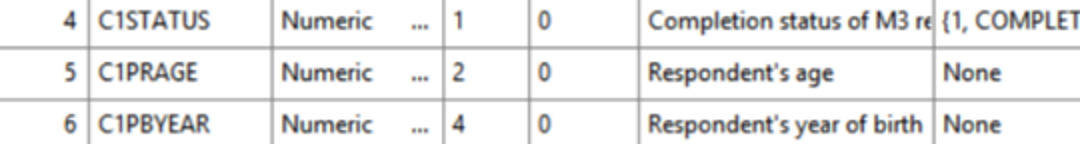 4 C1STATUS Numeric ... 1 0 Completion status of M3 re {1, COMPLET
5 C1PRAGE Numeric ... 2 0 Respondent's age None
6 C1PBYEAR Numeric ... 4 0 Respondent's year of birth None